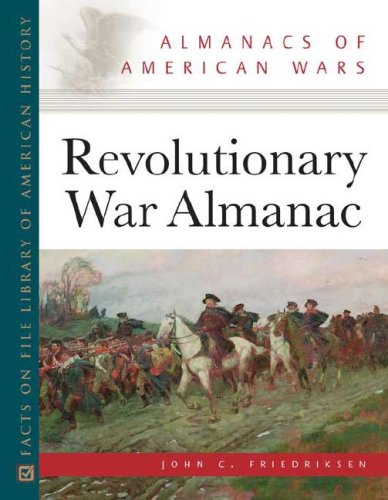 ALMANACS OF
AMERICAN WARS
Revolutionary
War Almanac
JOHN C. FRIEDRIKSEN
FACTS ON FILE LIBRARY OF AMERICAN HISTORY